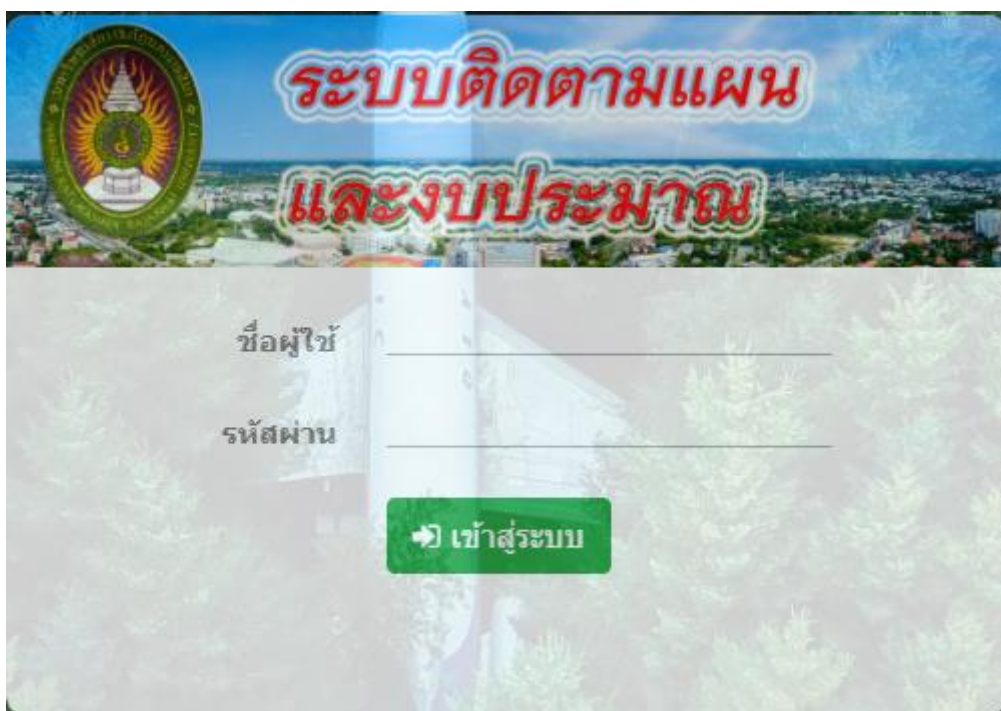 ระบบติดตามแผน
และงบประมาณ
ชื่อผู้ใช้
รหัสผ่าน
เข้าสู่ระบบ